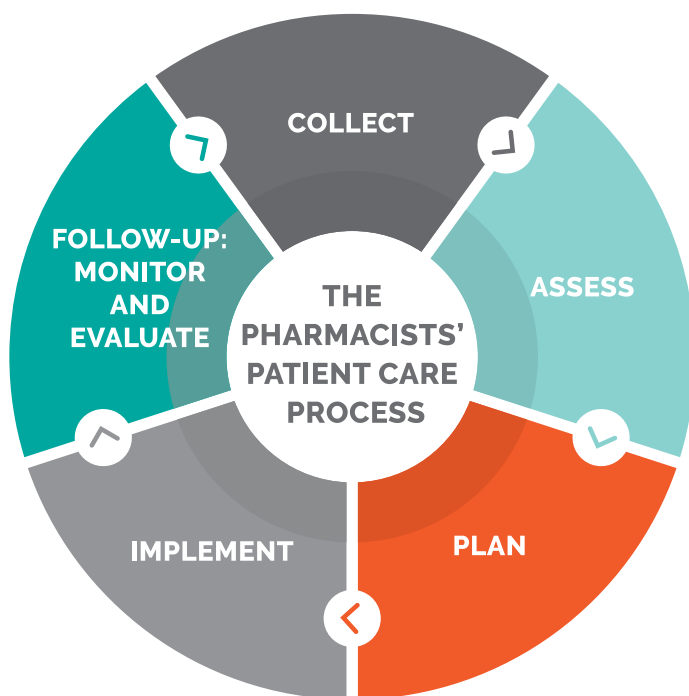 COLLECT
ASSESS
PLAN
IMPLEMENT
FOLLOW-UP:
MONITOR
AND
EVALUATE
THE
PHARMACISTS’
PATIENT CARE
PROCESS